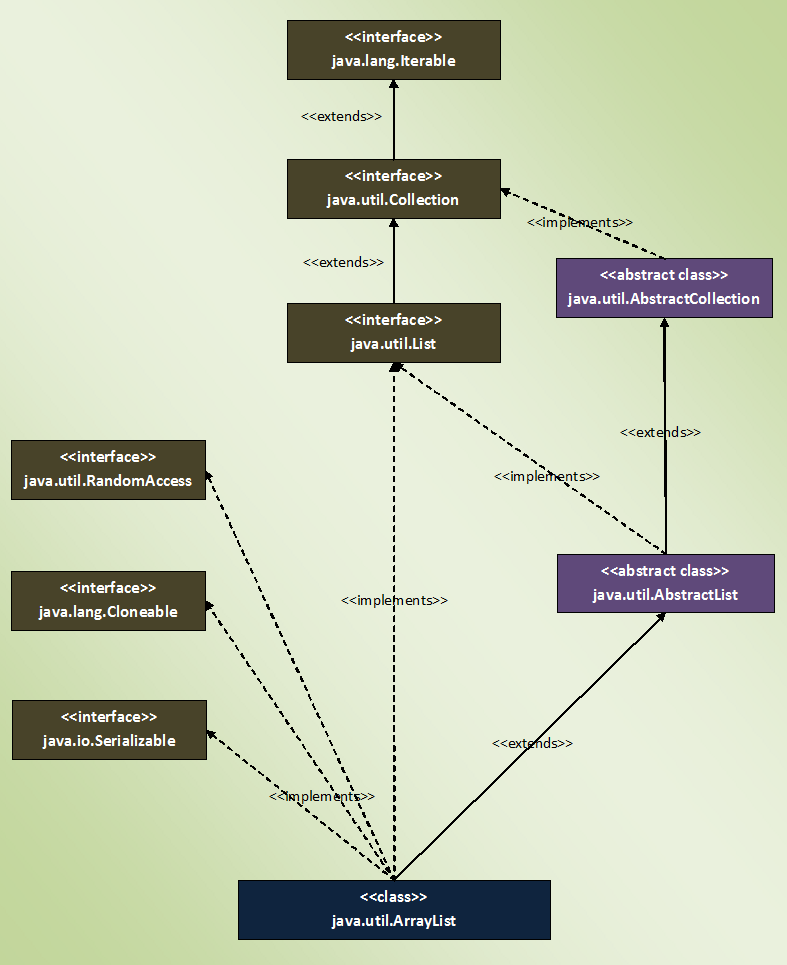 <<interface>>
java.lang.Iterable
<<extends>>
<<interface>>
java.util.Collection
<<implements>>
<<extends>>
<<abstract class>>
java.util.AbstractCollection
<<interface>>
java.util.List
<<extends>>
<<interface>>
java.util.RandomAccess
<<implements>>
<<abstract class>>
java.util.AbstractList
<<interface>>
java.lang.Cloneable
<<implements>>
<<interface>>
java.io.Serializable
<<extends>>
<<implements>>
<<class>>
java.util.ArrayList